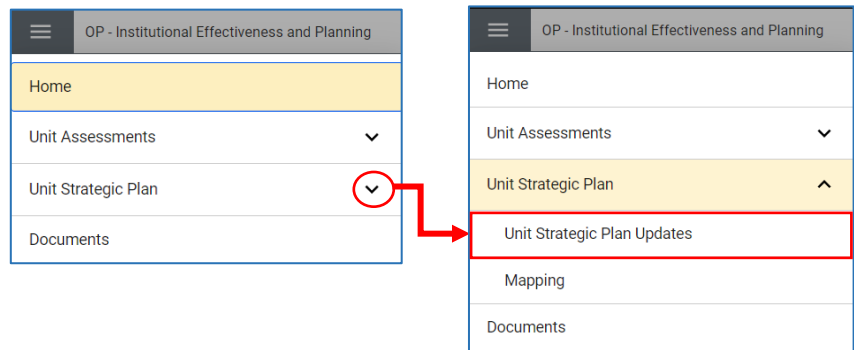 OP - Institutional Effectiveness and Planning
Home
Unit Assessments
Unit Strategic Plan
Documents
OP - Institutional Effectiveness and Planning
Home
Unit Assessments
Unit Strategic Plan
Unit Strategic Plan Updates
Mapping
Documents